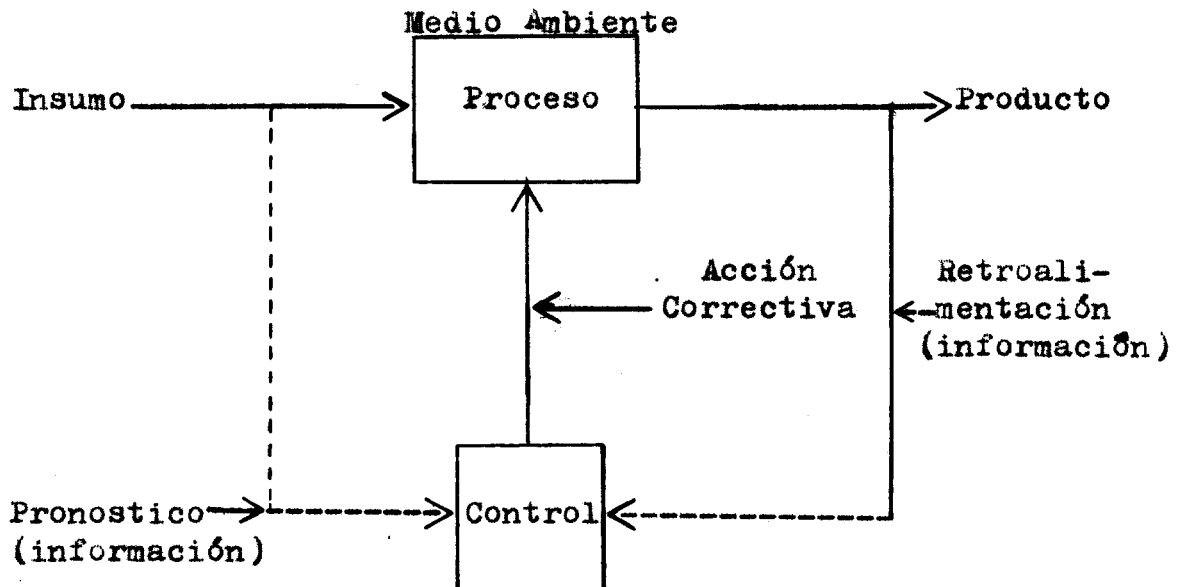 Medio Ambiente
Insumo
Proceso
Producto
Acción
Correctiva
Retroali-
mentación
(información)
Pronostico
(información)
Control